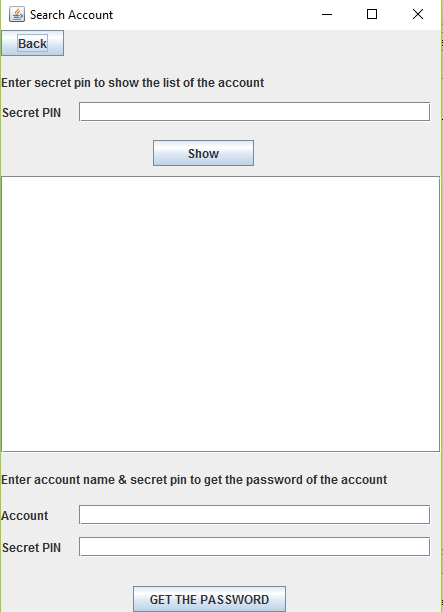 Search Account
Back
Enter secret pin to show the list of the account
Secret PIN
Show
Enter account name & secret pin to get the password of the account
Account
Secret PIN
GET THE PASSWORD